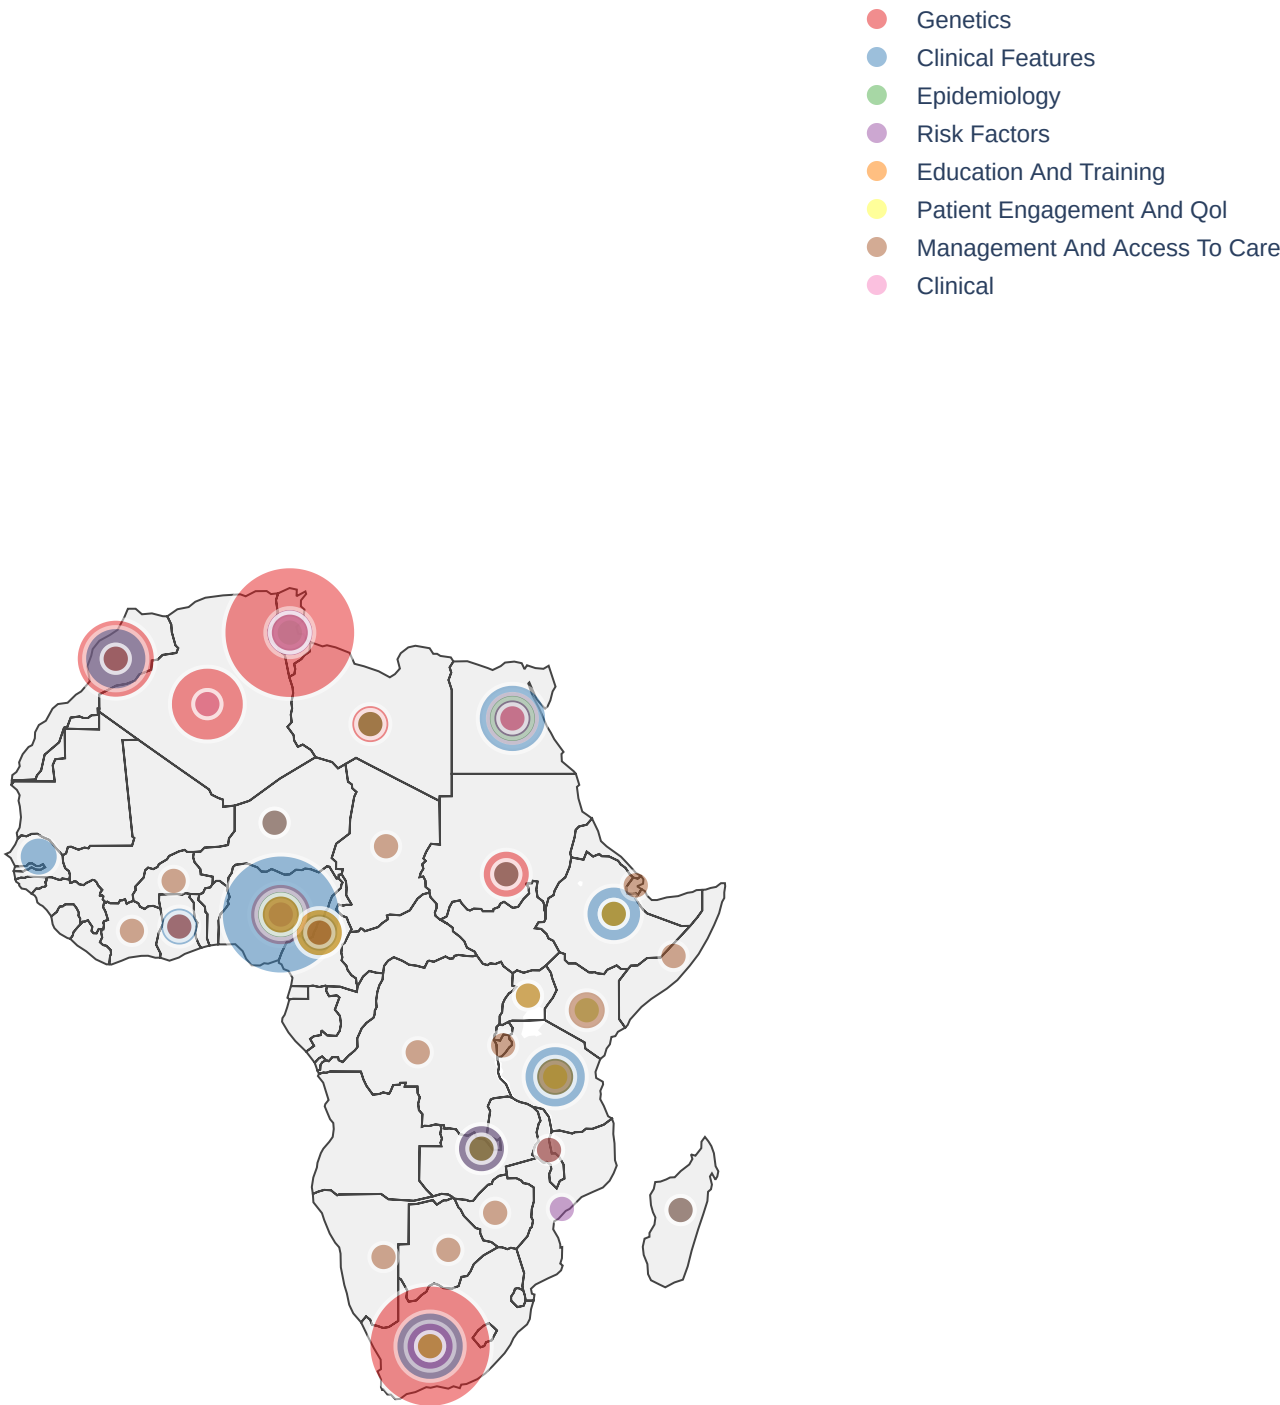 Genetics
Clinical Features
Epidemiology
Risk Factors
Education And Training
Patient Engagement And Qol
Management And Access To Care
Clinical